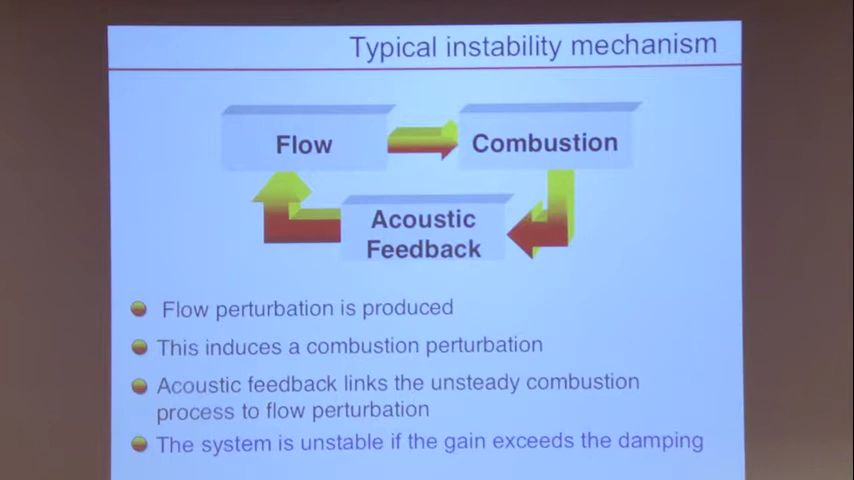 Typical instability mechanism
Flow
Combustion
Acoustic
Feedback
Flow perturbation is produced
This induces a combustion perturbation
Acoustic feedback links the unsteady combustion
process to flow perturbation
The system is unstable if the gain exceeds the damping